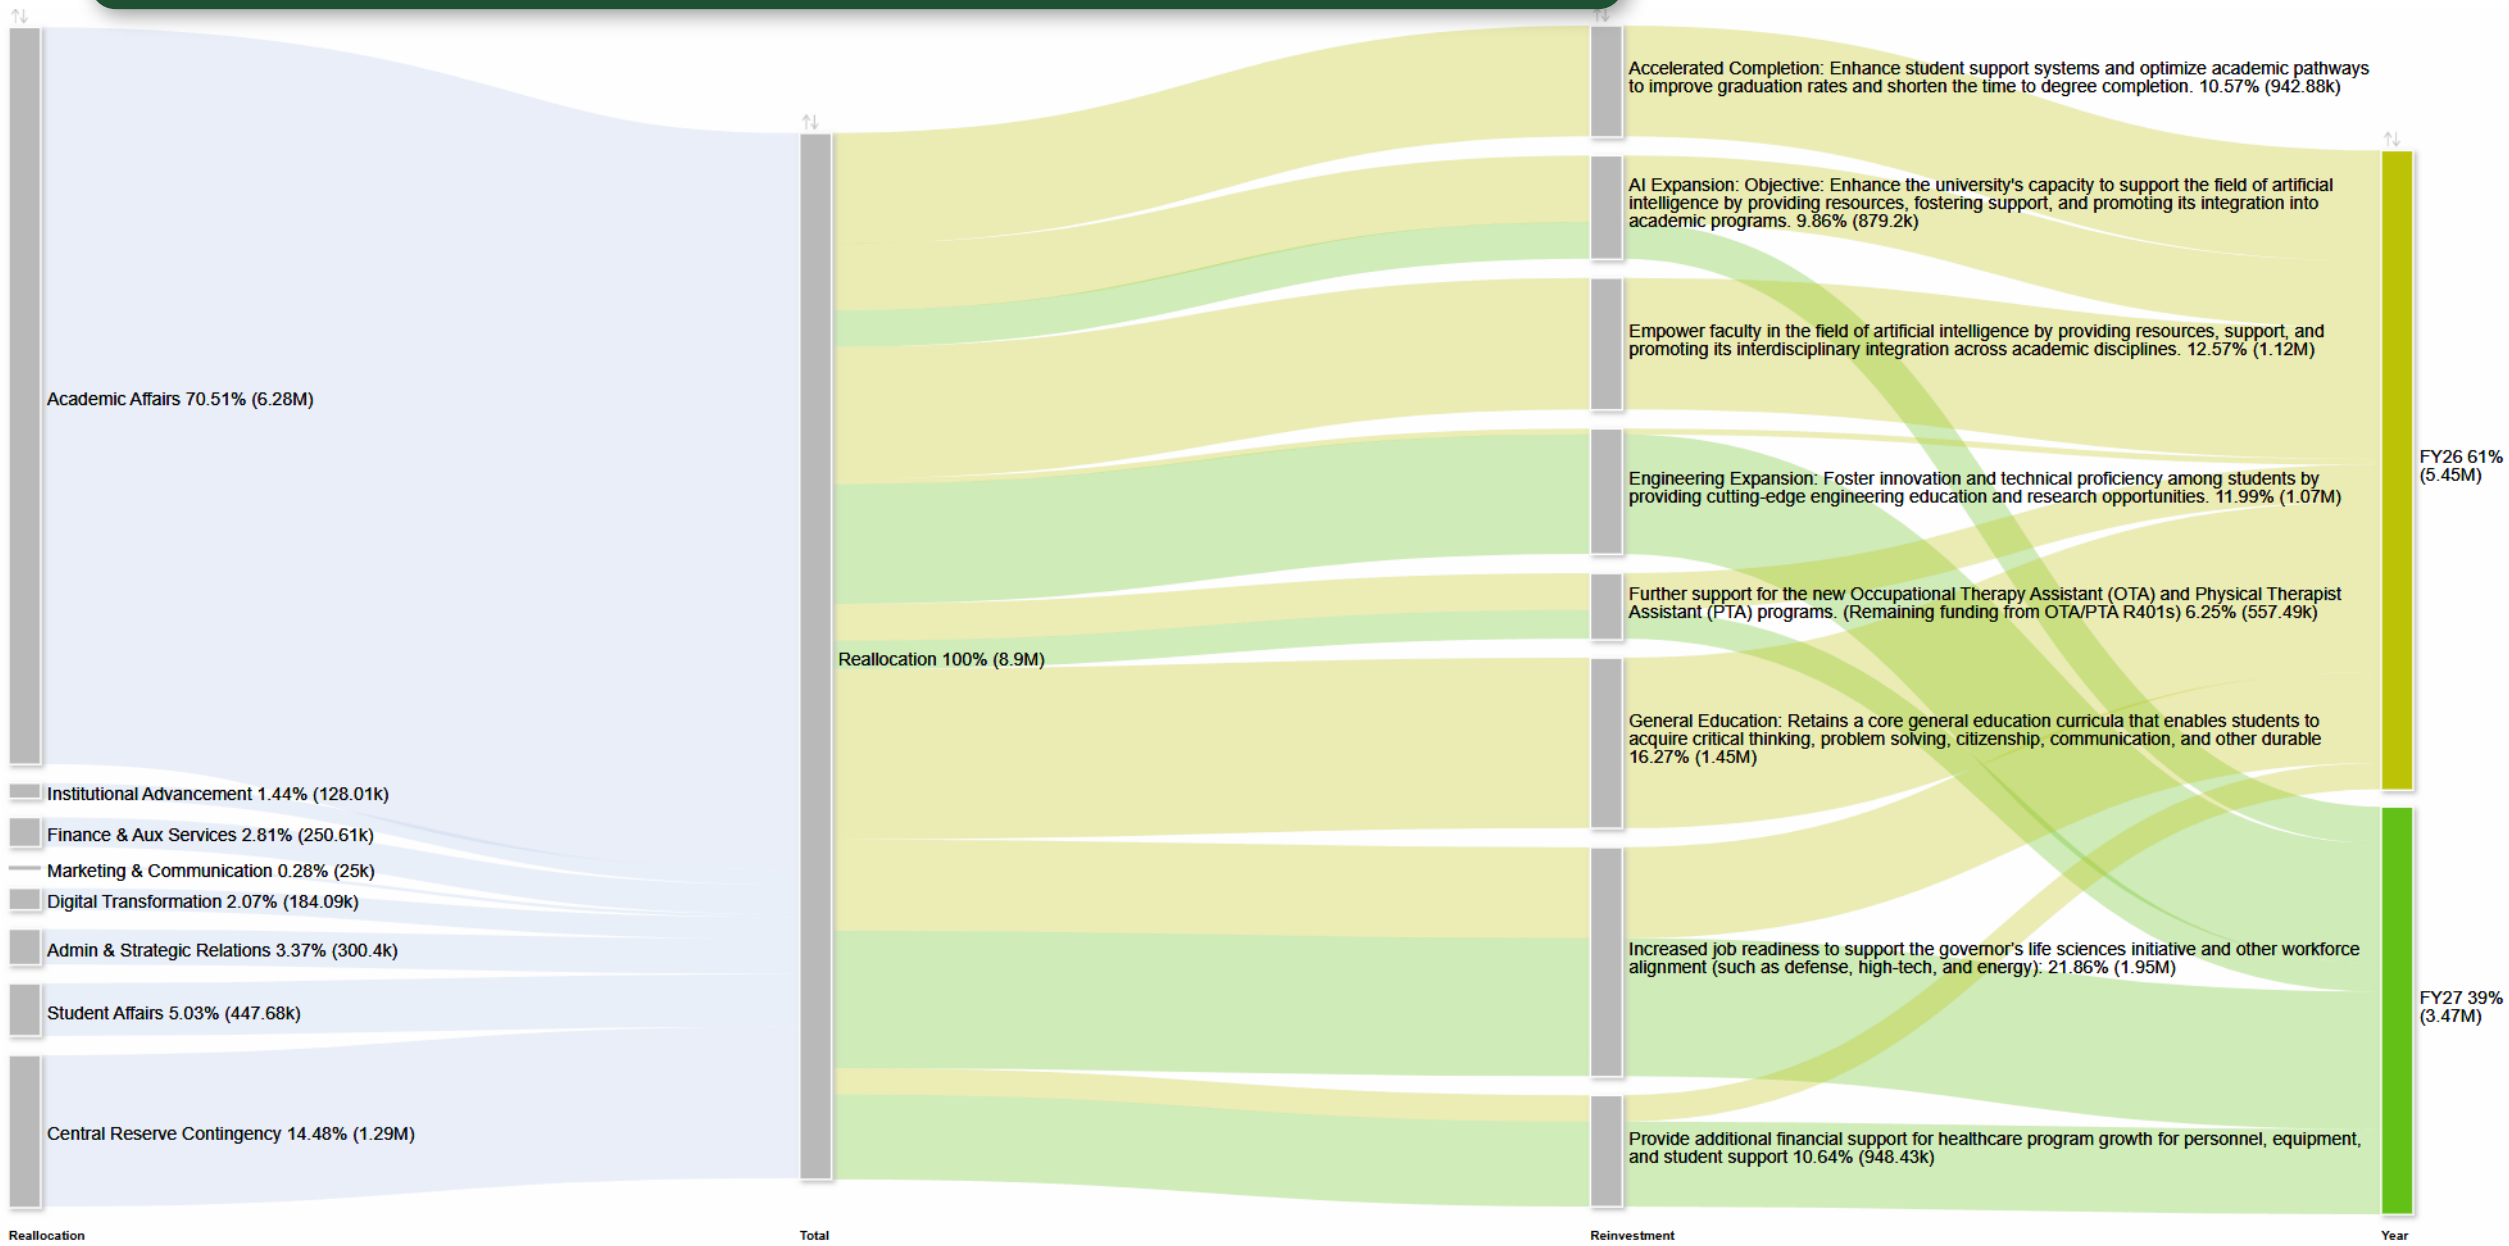 Academic Affairs 70.51% (6.28M)
Institutional Advancement 1.44% (128.01k)
Finance & Aux Services 2.81% (250.61k)
Marketing & Communication 0.28% (25k)
Digital Transformation 2.07% (184.09k)
Admin & Strategic Relations 3.37% (300.4k)
Student Affairs 5.03% (447.68k)
Central Reserve Contingency 14.48% (1.29M)
Reallocation 100% (8.9M)
Accelerated Completion: Enhance student support systems and optimize academic pathways
to improve graduation rates and shorten the time to degree completion. 10.57% (942.88k)
AI Expansion: Objective: Enhance the university's capacity to support the field of artificial
intelligence by providing resources, fostering support, and promoting its integration into
academic programs. 9.86% (879.2k)
Empower faculty in the field of artificial intelligence by providing resources, support, and
promoting its interdisciplinary integration across academic disciplines. 12.57% (1.12M)
Engineering Expansion: Foster innovation and technical proficiency among students by
providing cutting-edge engineering education and research opportunities. 11.99% (1.07M)
Further support for the new Occupational Therapy Assistant (OTA) and Physical Therapist
Assistant (PTA) programs. (Remaining funding from OTA/PTA R401s) 6.25% (557.49k)
General Education: Retains a core general education curricula that enables students to
acquire critical thinking, problem solving, citizenship, communication, and other durable
16.27% (1.45M)
Increased job readiness to support the governor's life sciences initiative and other workforce
alignment (such as defense, high-tech, and energy): 21.86% (1.95M)
Provide additional financial support for healthcare program growth for personnel, equipment,
and student support 10.64% (948.43k)
FY26 61%
(5.45M)
FY27 39%
(3.47M)
Reallocation
Total
Reinvestment
Year